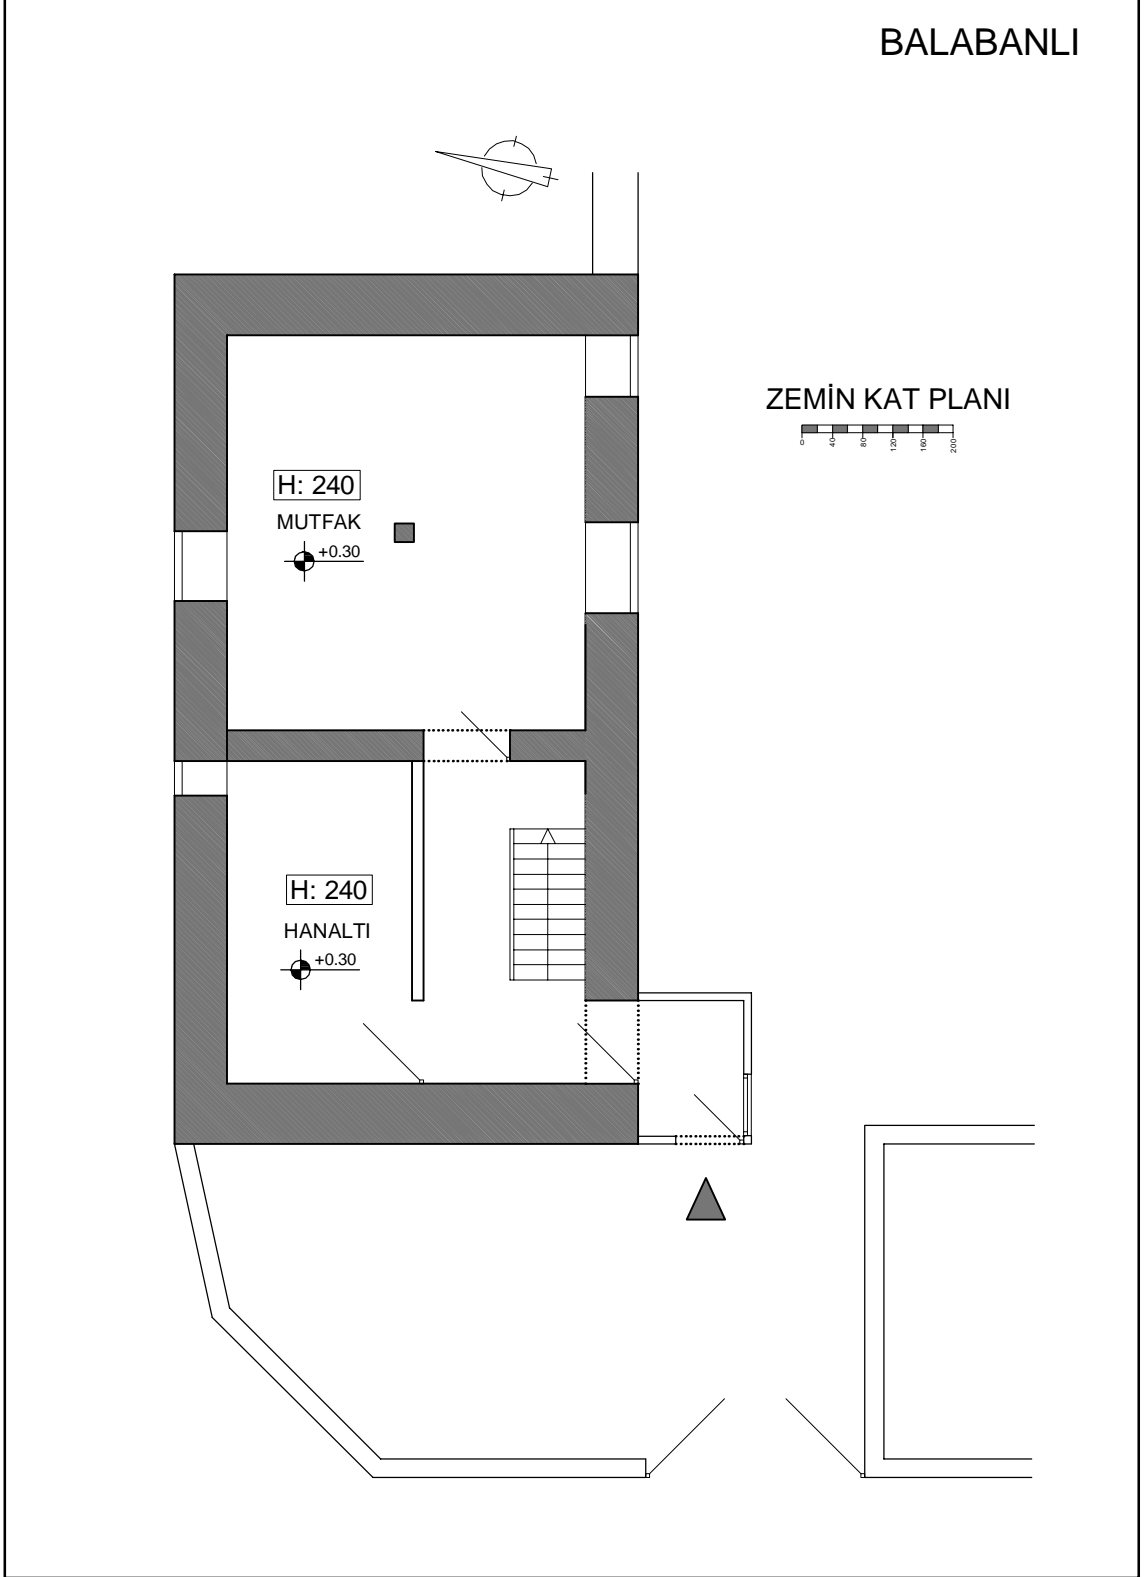 BALABANLI
ZEMİN KAT PLANI
0 40 80 120 160 200
H: 240
MUTFAK
+0.30
H: 240
HANALTI
+0.30